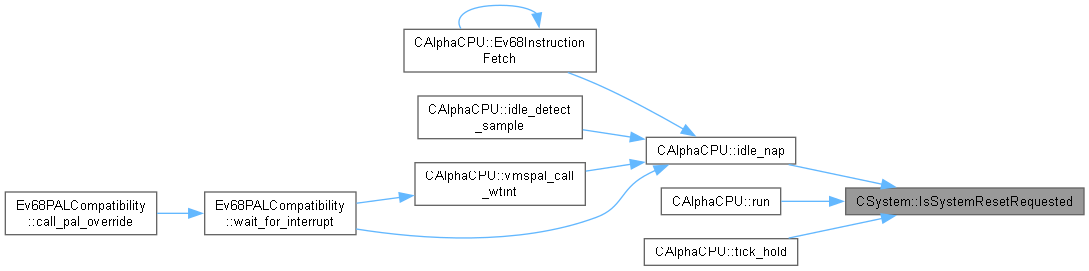 CAlphaCPU::Ev68Instruction
Fetch
CAlphaCPU::idle_detect
_sample
CAlphaCPU::idle_nap
CAlphaCPU::vmspal_call
_wtint
Ev68PALCompatibility
::call_pal_override
Ev68PALCompatibility
::wait_for_interrupt
CAlphaCPU::run
CSystem::IsSystemResetRequested
CAlphaCPU::tick_hold